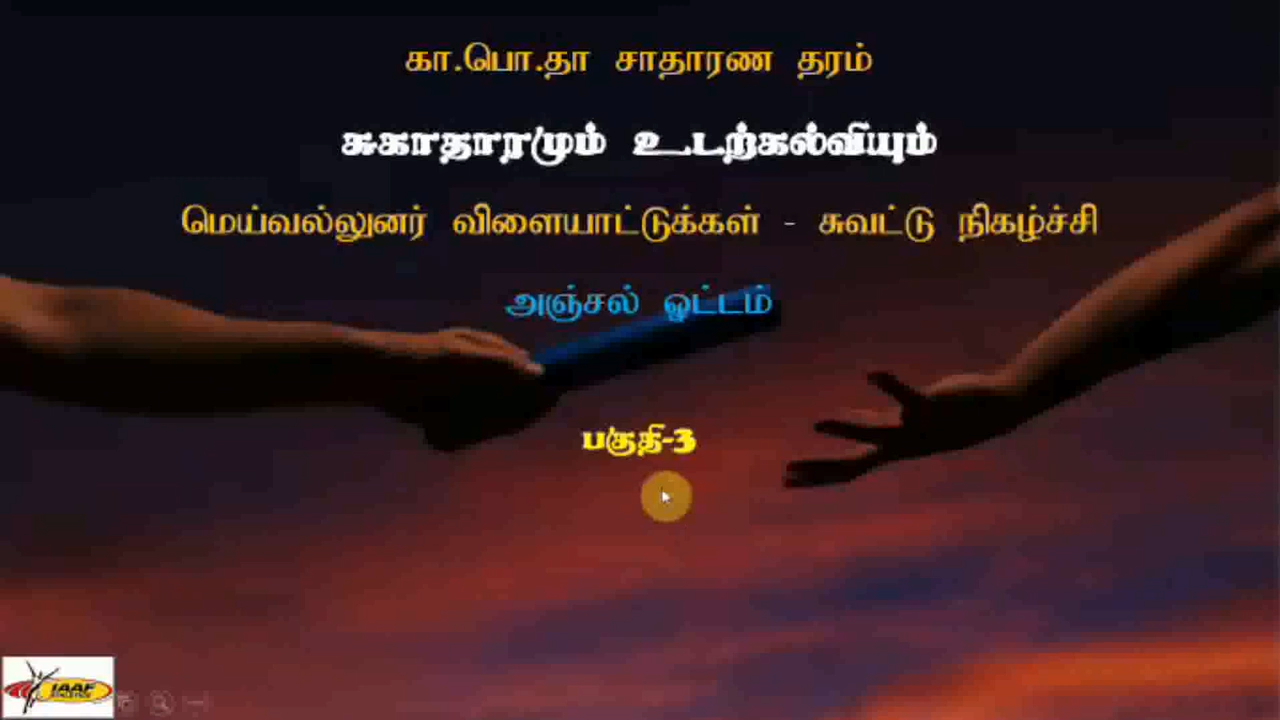 கா.பொ.தா சாதாரண தரம்
சுகாதாரமும் உடற்கல்வியும்
மெய்வல்லுனர் விளையாட்டுக்கள் - சுவட்டு நிகழ்ச்சி
அஞ்சல் ஓட்டம்
பகுதி-3
IAAF